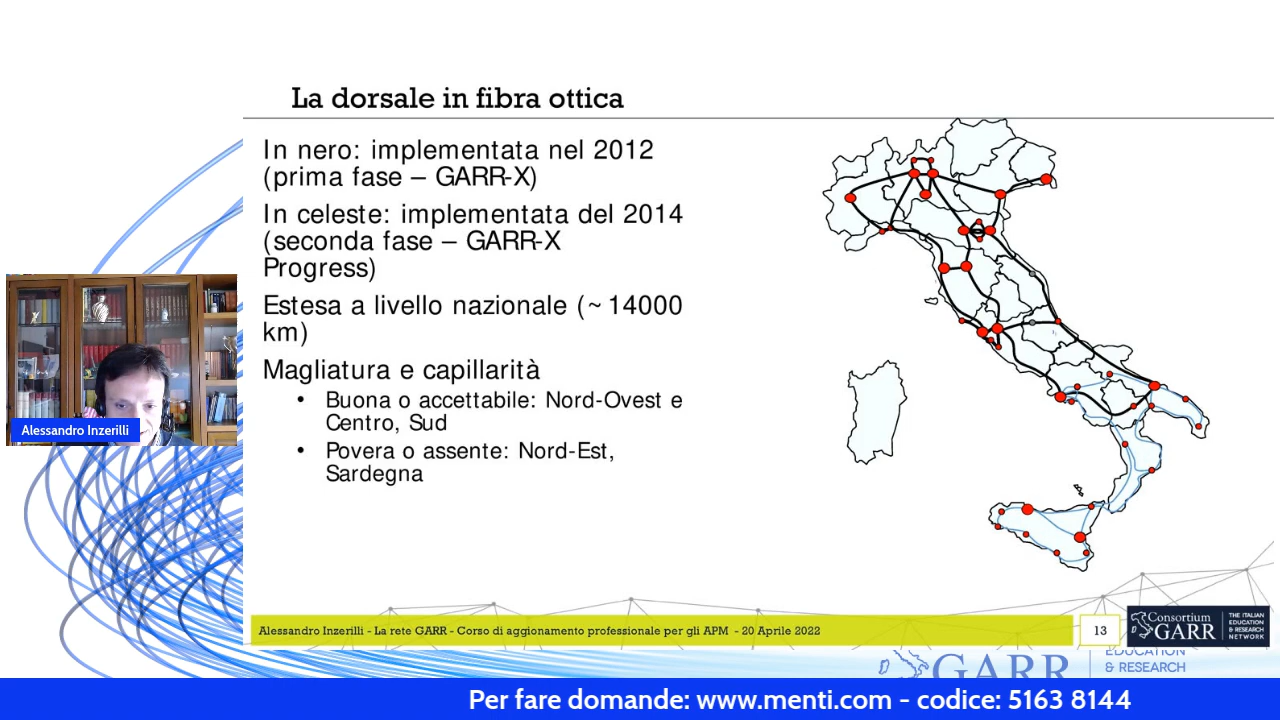 La dorsale in fibra ottica
In nero: implementata nel 2012
(prima fase – GARR-X)
In celeste: implementata del 2014
(seconda fase – GARR-X
Progress)
Estesa a livello nazionale (~14000
km)
Magliatura e capillarità
• Buona o accettabile: Nord-Ovest e
Centro, Sud
• Povera o assente: Nord-Est,
Sardegna
Alessandro Inzerilli
Alessandro Inzerilli - La rete GARR - Corso di aggionamento professionale per gli APM - 20 Aprile 2022
13
Consortium
GARR
THE ITALIAN
EDUCATION
& RESEARCH
NETWORK
GARR
EDUCATION
& RESEARCH
Per fare domande: www.menti.com - codice: 5163 8144